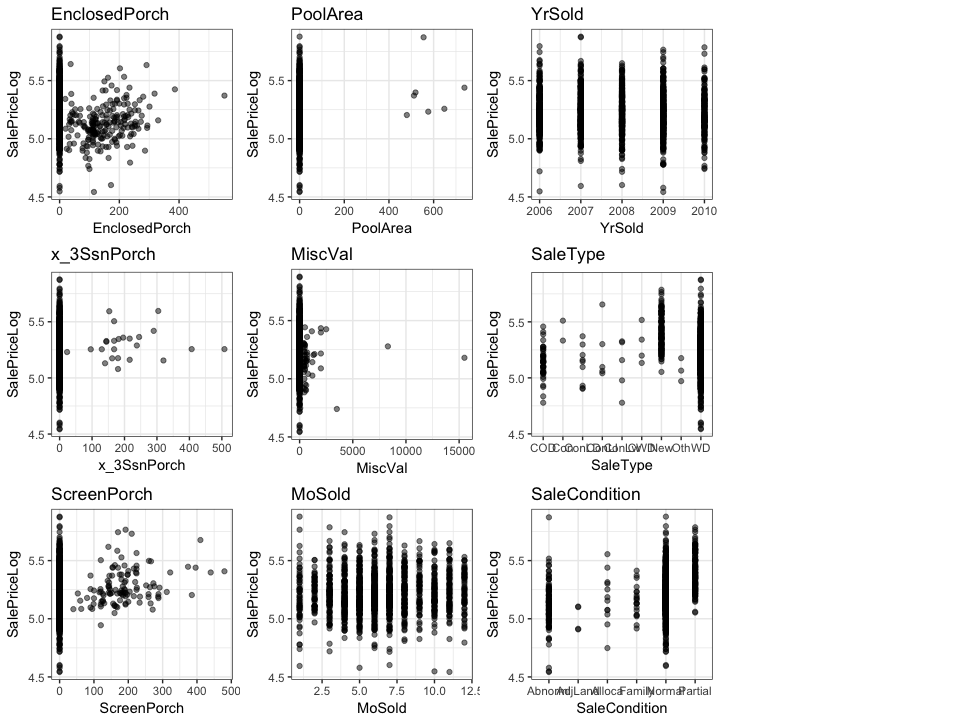 EnclosedPorch
SalePriceLog
5.5
5.0
4.5
0 200 400
EnclosedPorch
PoolArea
SalePriceLog
5.5
5.0
4.5
0 200 400 600
PoolArea
YrSold
SalePriceLog
5.5
5.0
4.5
2006 2007 2008 2009 2010
YrSold
x_3SsnPorch
SalePriceLog
5.5
5.0
4.5
0 100 200 300 400 500
x_3SsnPorch
MiscVal
SalePriceLog
5.5
5.0
4.5
0 5000 10000 15000
MiscVal
SaleType
SalePriceLog
5.5
5.0
4.5
COD New Oth WD
SaleType
ScreenPorch
SalePriceLog
5.5
5.0
4.5
0 100 200 300 400 500
ScreenPorch
MoSold
SalePriceLog
5.5
5.0
4.5
2.5 5.0 7.5 10.0 12.5
MoSold
SaleCondition
SalePriceLog
5.5
5.0
4.5
Abnorml AdjLand Alloca Family Normal Partial
SaleCondition